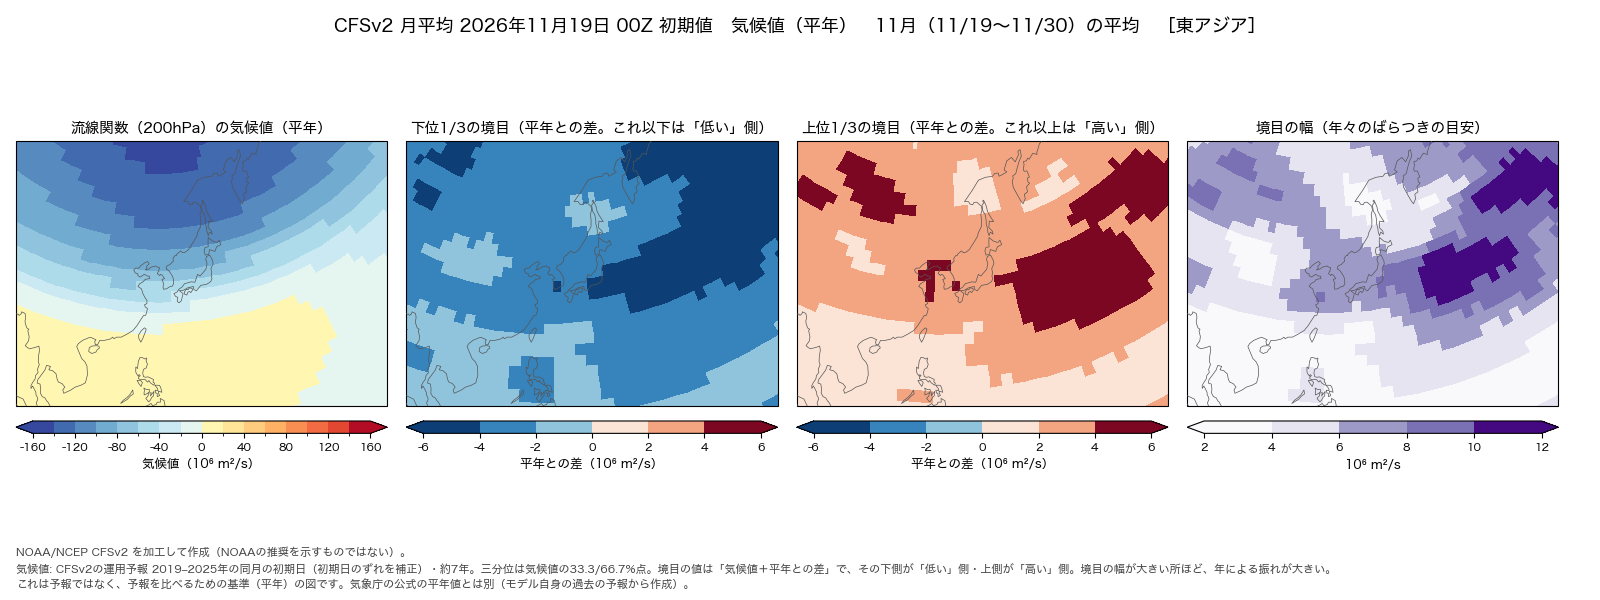 CFSv2 月平均 2026年11月19日 00Z 初期値　気候値（平年）　11月（11/19～11/30）の平均　［東アジア］
流線関数（200hPa）の気候値（平年）
下位1/3の境目（平年との差。これ以下は「低い」側）
上位1/3の境目（平年との差。これ以上は「高い」側）
境目の幅（年々のばらつきの目安）
-160 -120 -80 -40 0 40 80 120 160
-6 -4 -2 0 2 4 6
-6 -4 -2 0 2 4 6
2 4 6 8 10 12
気候値（10⁶ m²/s）
平年との差（10⁶ m²/s）
平年との差（10⁶ m²/s）
10⁶ m²/s
NOAA/NCEP CFSv2 を加工して作成（NOAAの推奨を示すものではない）。
気候値: CFSv2の運用予報 2019–2025年の同月の初期日（初期日のずれを補正）・約7年。三分位は気候値の33.3/66.7%点。境目の値は「気候値＋平年との差」で、その下側が「低い」側・上側が「高い」側。境目の幅が大きい所ほど、年による振れが大きい。
これは予報ではなく、予報を比べるための基準（平年）の図です。気象庁の公式の平年値とは別（モデル自身の過去の予報から作成）。